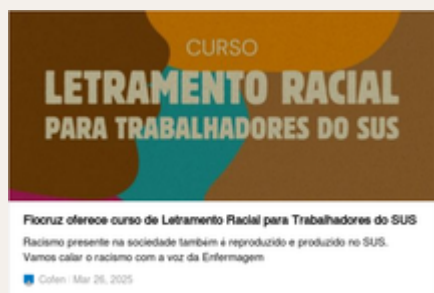 CURSO
LETRAMENTO RACIAL
PARA TRABALHADORES DO SUS
Fiocruz oferece curso de Letramento Racial para Trabalhadores do SUS
Racismo presente na sociedade também é reproduzido e produzido no SUS.
Vamos calar o racismo com a voz da Enfermagem
Cofen | Mar 26, 2025